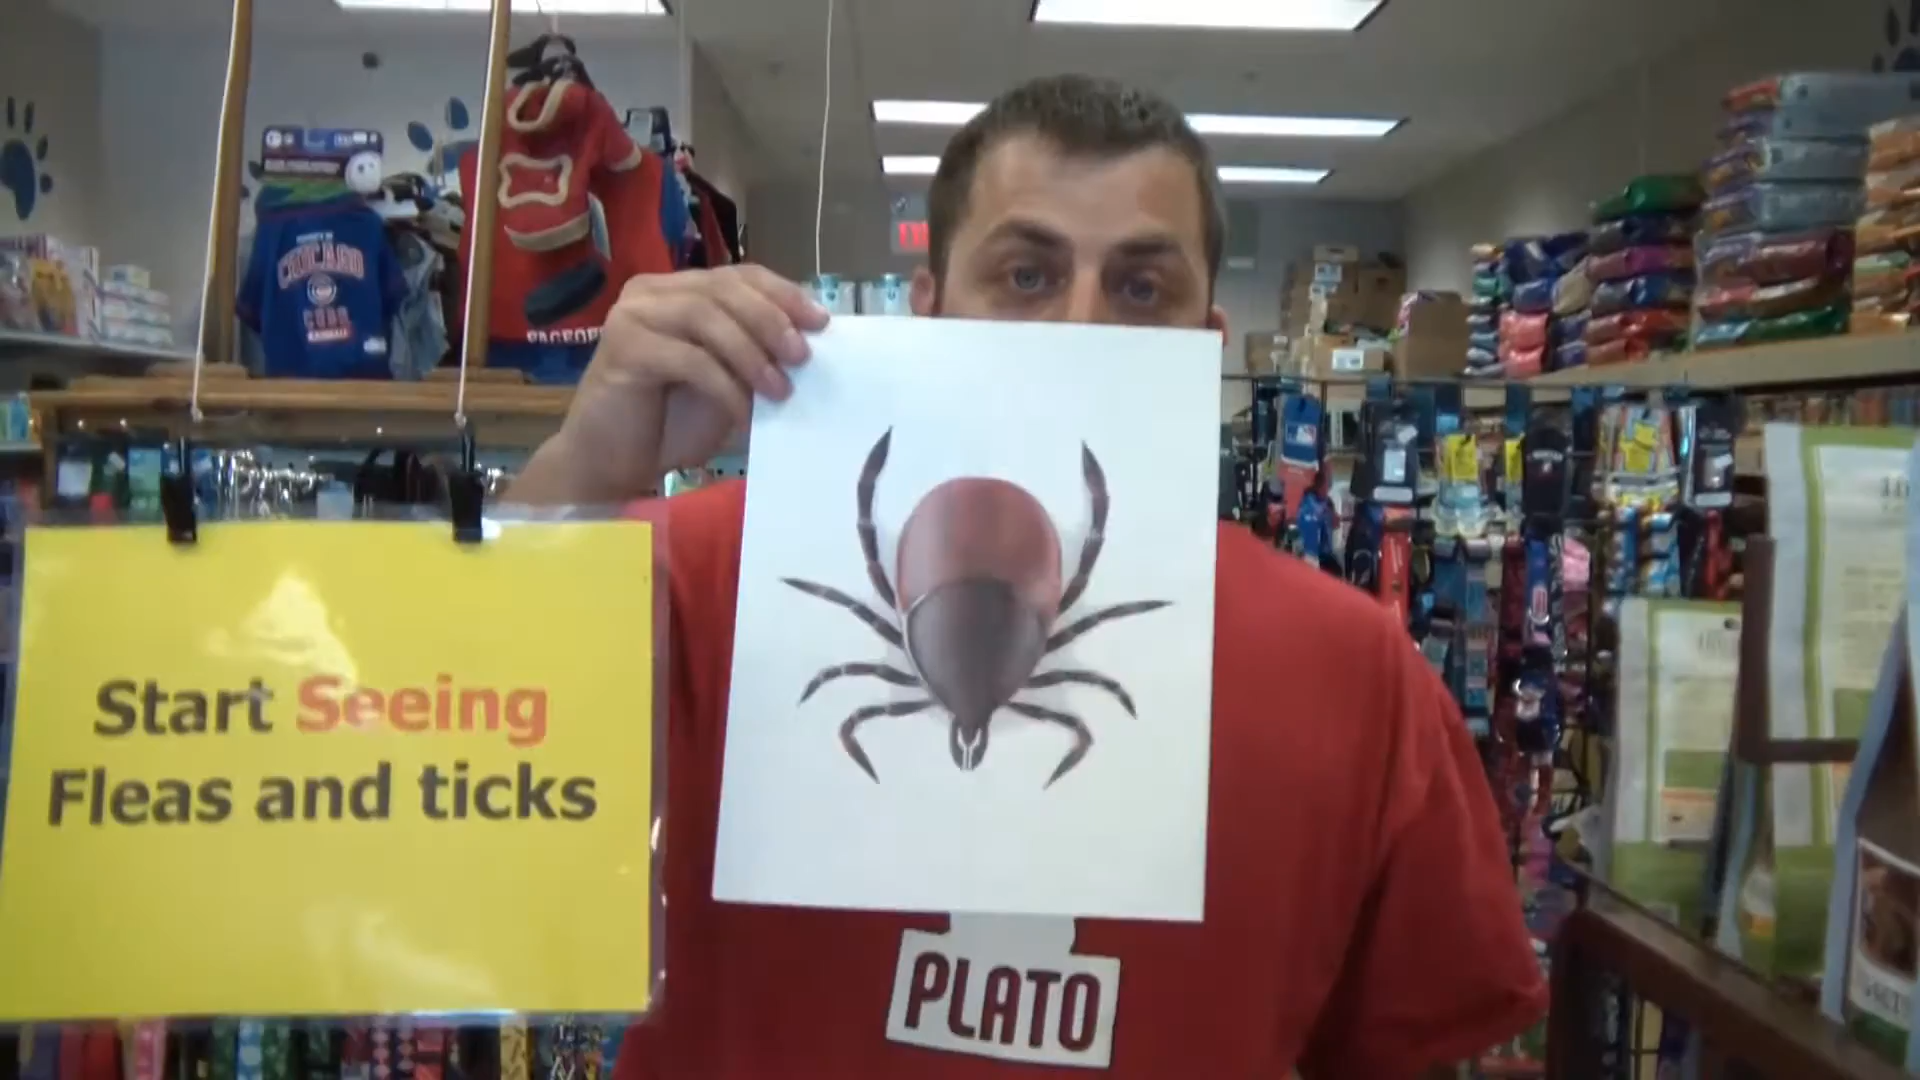 CHICAGO
CUBS
Start Seeing
Fleas and ticks
PLATO